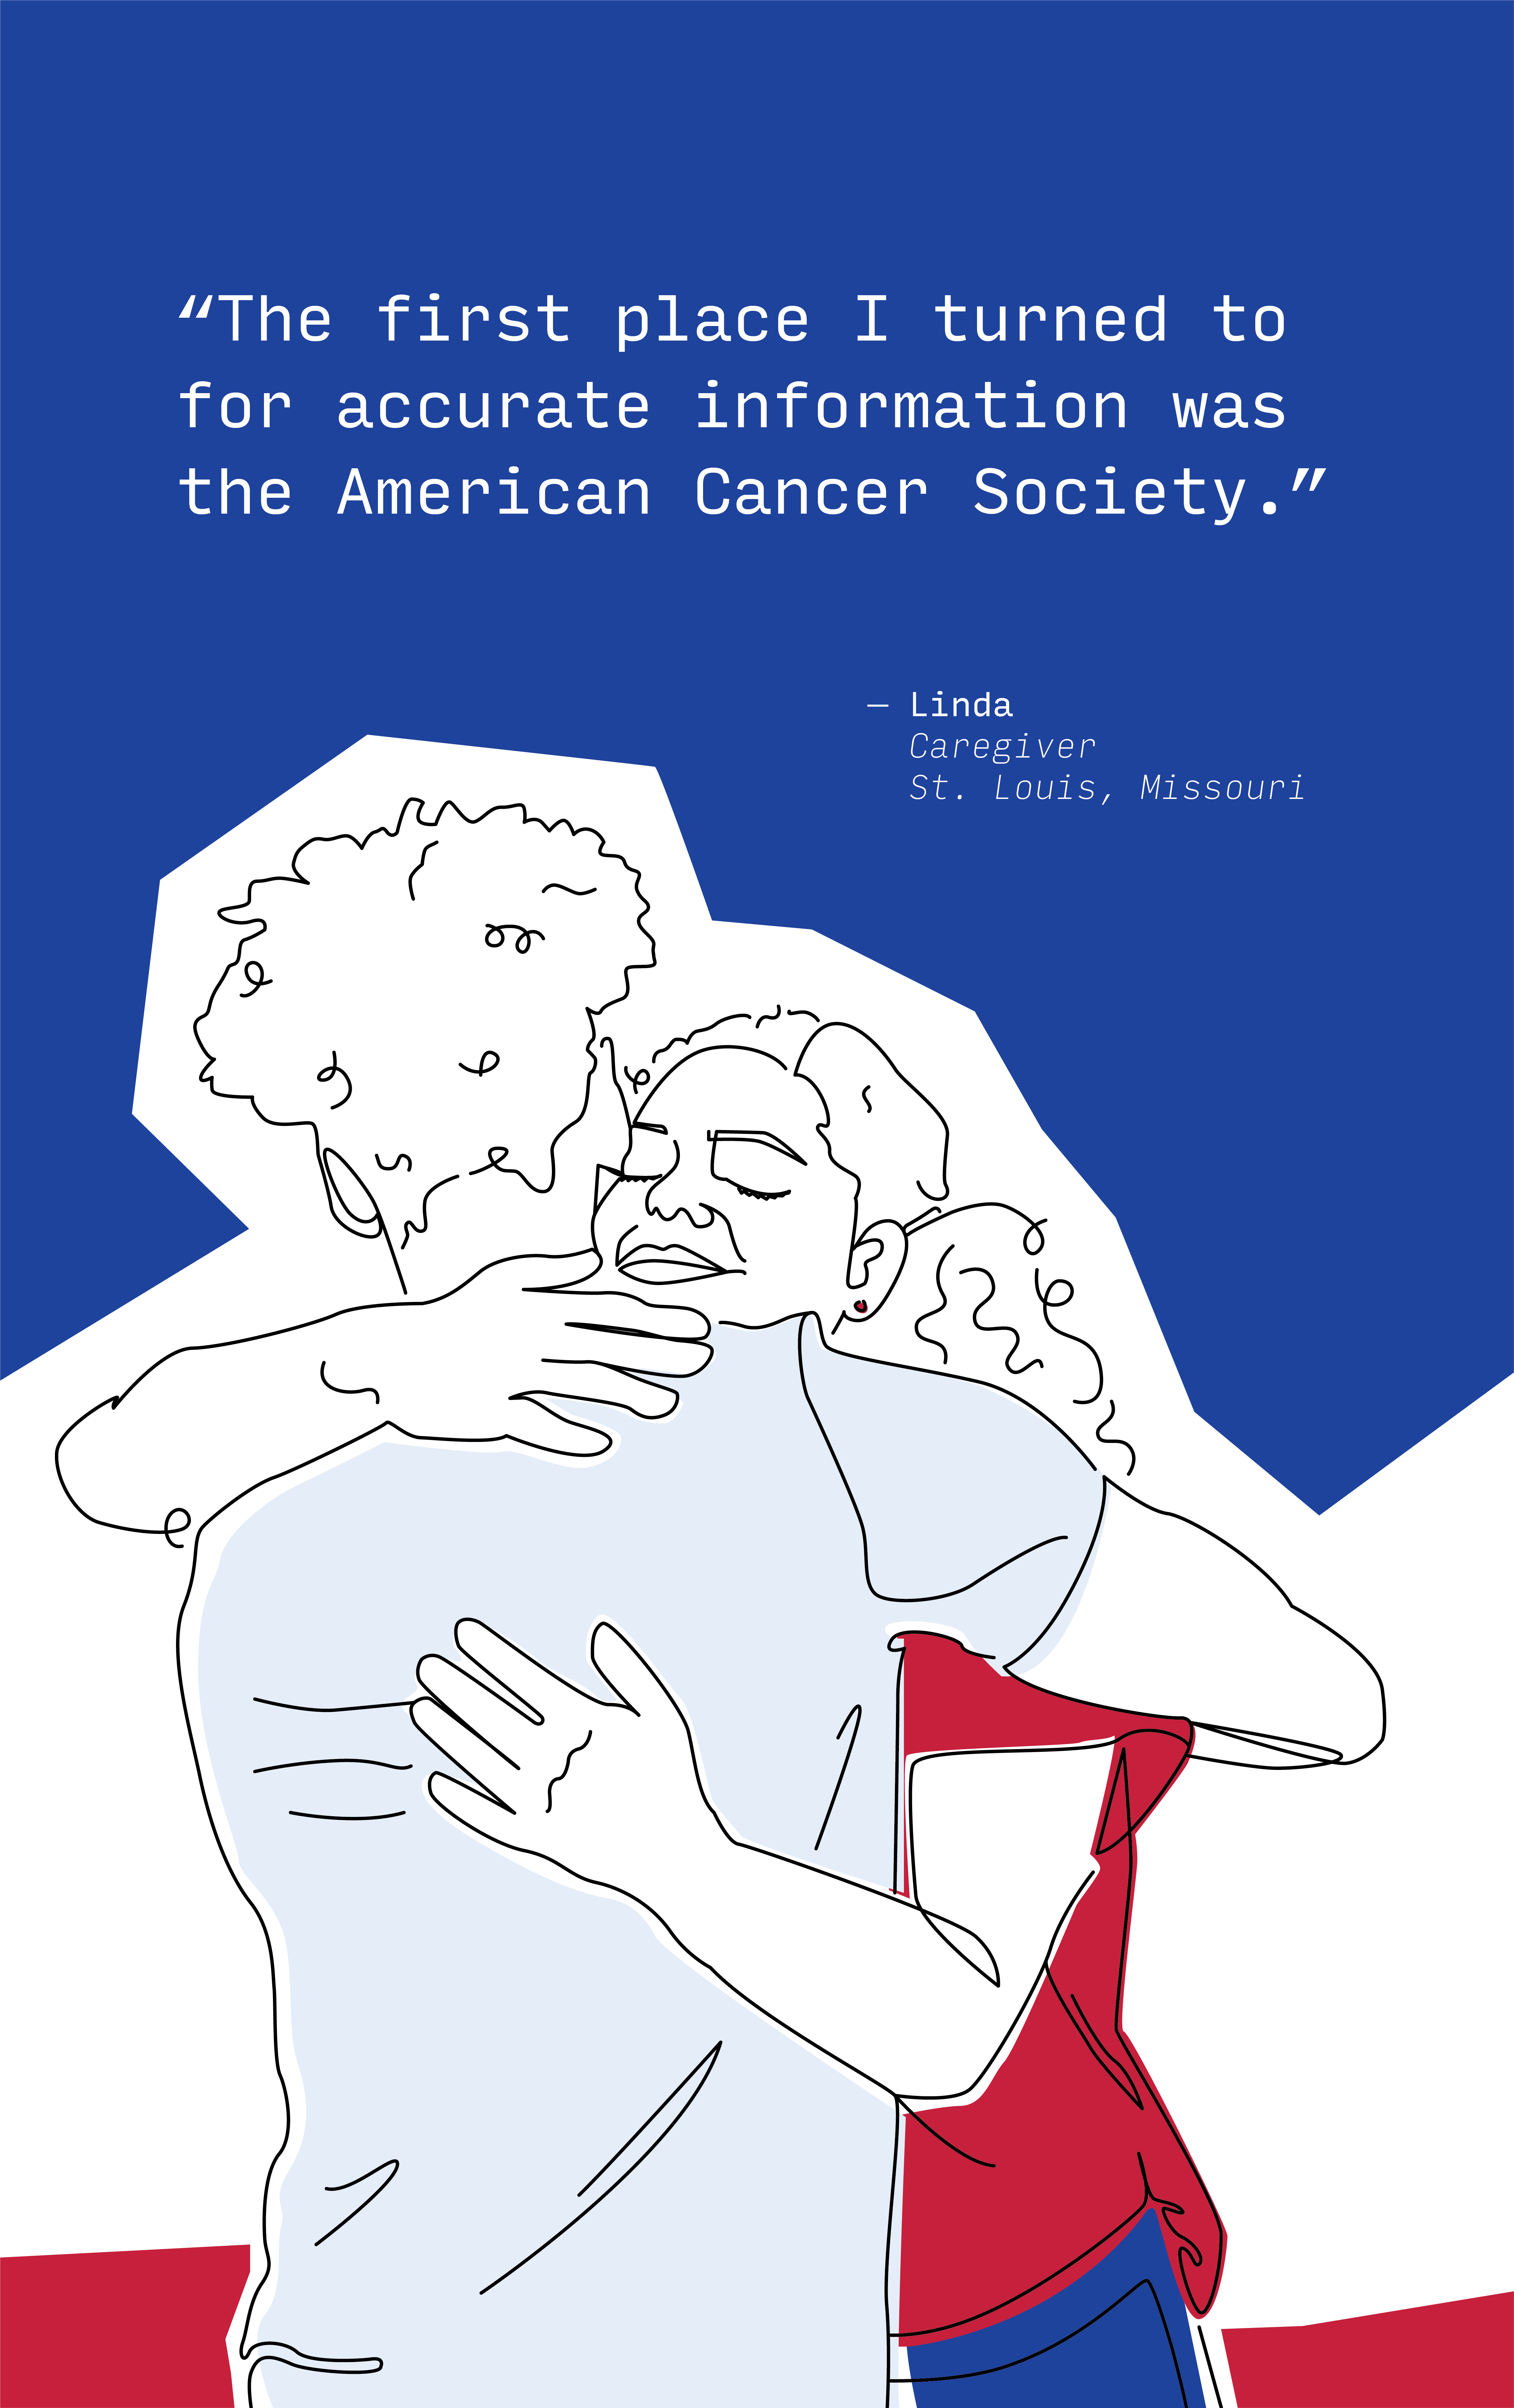 “The first place I turned to
for accurate information was
the American Cancer Society.”
— Linda
Caregiver
St. Louis, Missouri